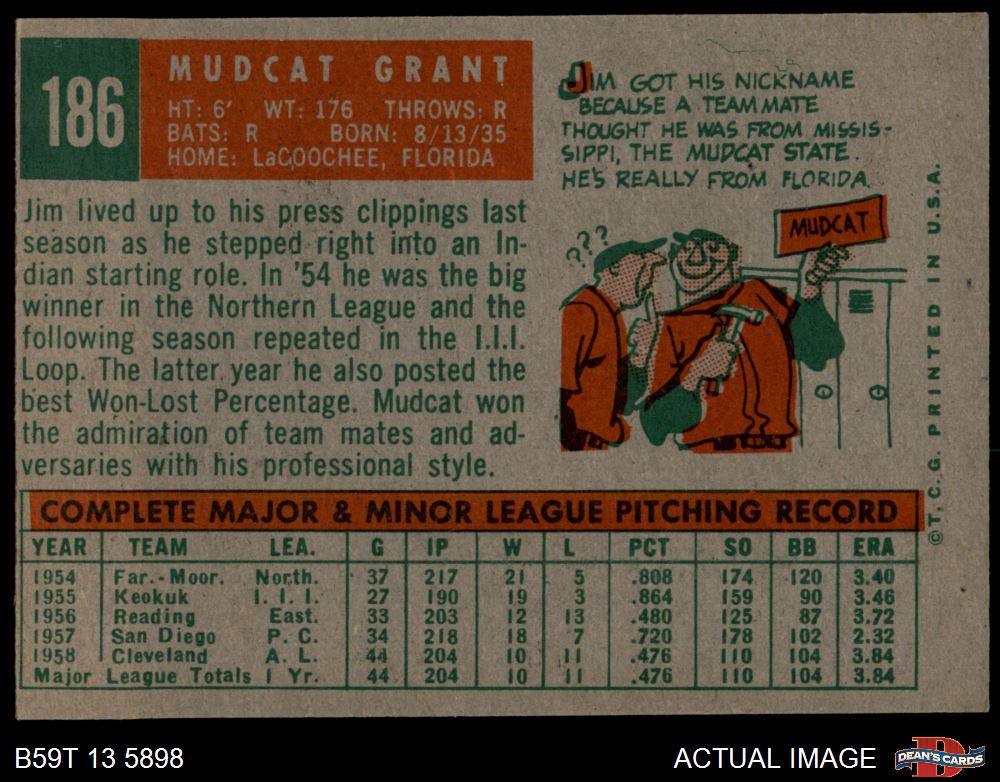 186
MUDCAT GRANT
HT: 6' WT: 176 THROWS: R
BATS: R BORN: 8/13/35
HOME: LaCOOCHEE, FLORIDA
Jim lived up to his press clippings last
season as he stepped right into an In-
dian starting role. In '54 he was the big
winner in the Northern League and the
following season repeated in the I.I.I.
Loop. The latter year he also posted the
best Won-Lost Percentage. Mudcat won
the admiration of team mates and ad-
versaries with his professional style.
JIM GOT HIS NICKNAME
BECAUSE A TEAM MATE
THOUGHT HE WAS FROM MISSIS-
SIPPI, THE MUDCAT STATE.
HE'S REALLY FROM FLORIDA.
???
MUDCAT
© T. C. G. PRINTED IN U.S.A.
COMPLETE MAJOR & MINOR LEAGUE PITCHING RECORD
YEAR TEAM LEA. G IP W L PCT SO BB ERA
1954 Far.-Moor. North. 37 217 21 5 .808 174 120 3.40
1955 Keokuk I. I. I. 27 190 19 3 .864 159 90 3.46
1956 Reading East. 33 203 12 13 .480 125 87 3.72
1957 San Diego P. C. 34 218 18 7 .720 178 102 2.32
1958 Cleveland A. L. 44 204 10 11 .476 110 104 3.84
Major League Totals 1 Yr. 44 204 10 11 .476 110 104 3.84
B59T 13 5898
ACTUAL IMAGE
D
DEAN'S CARDS